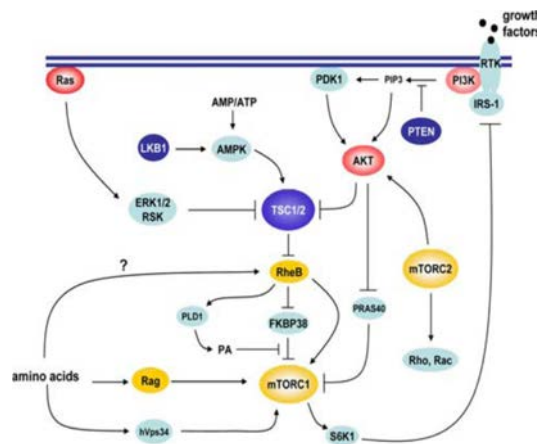 growth
factors
RTK
Ras
PDK1
PIP3
PI3K
IRS-1
AMP/ATP
PTEN
LKB1
AMPK
AKT
ERK1/2
RSK
TSC1/2
?
RheB
mTORC2
PLD1
FKBP38
PRAS40
PA
Rho, Rac
amino acids
Rag
mTORC1
hVps34
S6K1